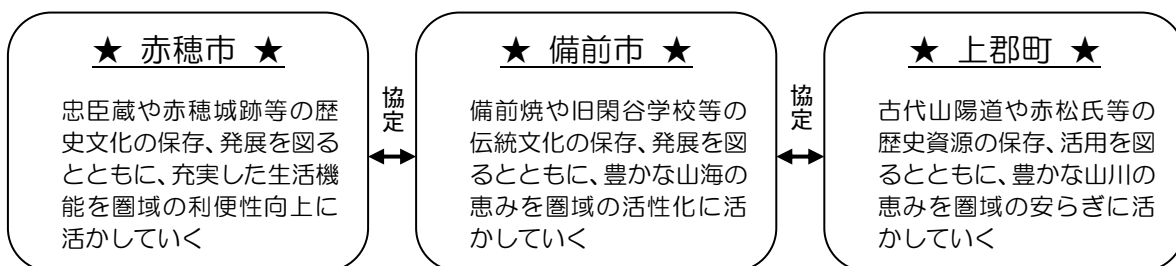 ★ 赤穂市 ★
忠臣蔵や赤穂城跡等の歴
史文化の保存、発展を図る
とともに、充実した生活機
能を圏域の利便性向上に
活かしていく
協定
★ 備前市 ★
備前焼や旧閑谷学校等の
伝統文化の保存、発展を図
るとともに、豊かな山海の
恵みを圏域の活性化に活
かしていく
協定
★ 上郡町 ★
古代山陽道や赤松氏等の
歴史資源の保存、活用を図
るとともに、豊かな山川の
恵みを圏域の安らぎに活
かしていく